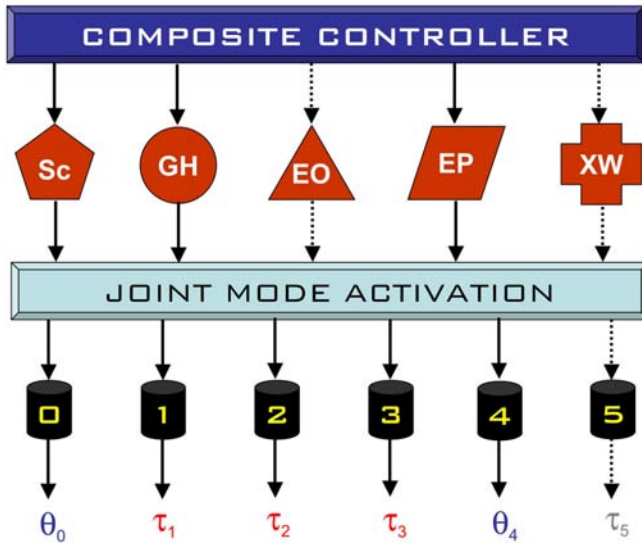 COMPOSITE CONTROLLER
Sc GH EO EP XW
JOINT MODE ACTIVATION
0 1 2 3 4 5
θ₀ τ₁ τ₂ τ₃ θ₄ τ₅